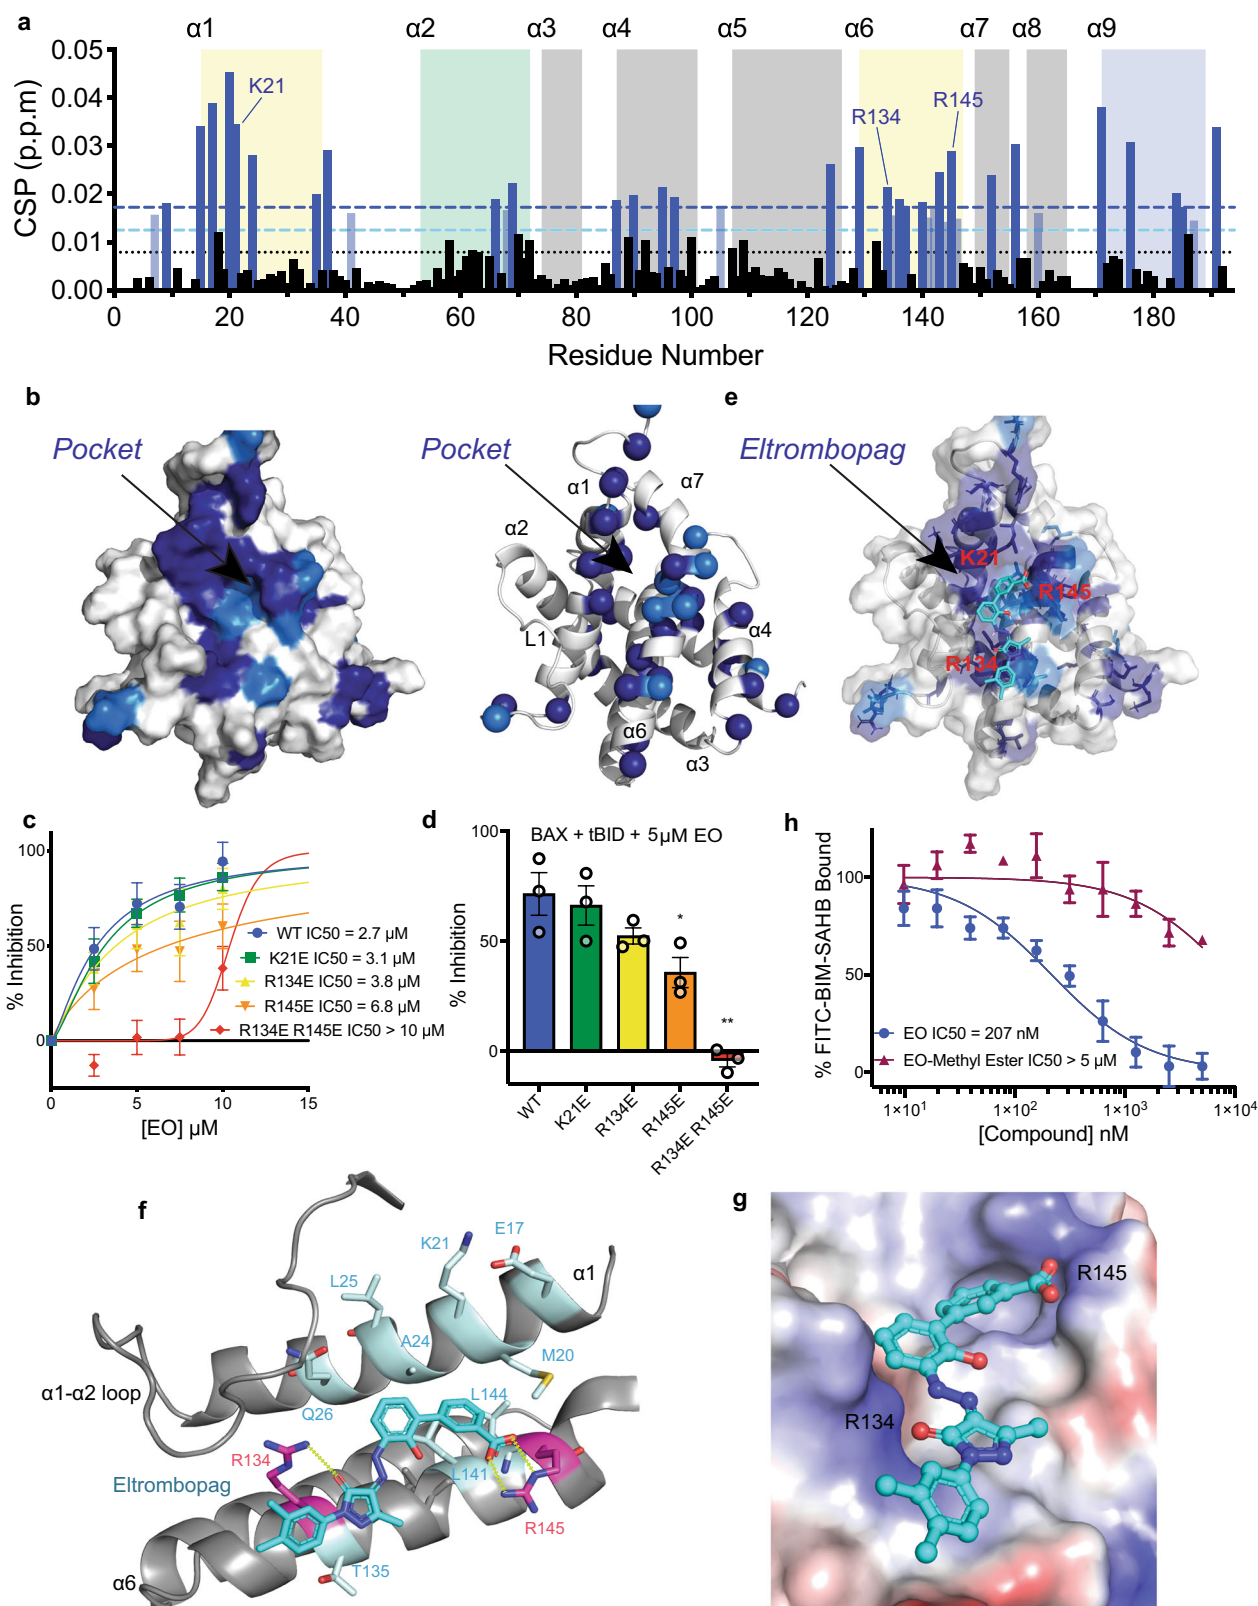 a
α1 α2 α3 α4 α5 α6 α7 α8 α9
0.05
0.04
0.03
0.02
0.01
0.00
CSP (p.p.m)
K21
R134
R145
0 20 40 60 80 100 120 140 160 180
Residue Number
b
Pocket
Pocket
α1
α7
α2
L1
α4
α6
α3
e
Eltrombopag
K21
R145
R134
c
100
50
0
% Inhibition
WT IC50 = 2.7 µM
K21E IC50 = 3.1 µM
R134E IC50 = 3.8 µM
R145E IC50 = 6.8 µM
R134E R145E IC50 > 10 µM
0 5 10 15
[EO] µM
d
BAX + tBID + 5µM EO
100
50
0
% Inhibition
*
**
WT
K21E
R134E
R145E
R134E R145E
h
% FITC-BIM-SAHB Bound
100
50
0
EO IC50 = 207 nM
EO-Methyl Ester IC50 > 5 µM
1×10¹ 1×10² 1×10³ 1×10⁴
[Compound] nM
f
K21
E17
L25
α1
A24
M20
α1-α2 loop
Q26
L144
R134
L141
Eltrombopag
R145
T135
α6
g
R145
R134